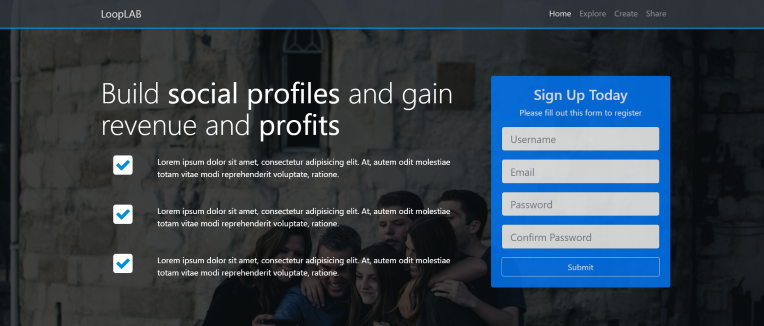 LoopLAB
Home Explore Create Share
Build social profiles and gain
revenue and profits
Lorem ipsum dolor sit amet, consectetur adipisicing elit. At, autem odit molestiae
totam vitae modi reprehenderit voluptate, ratione.
Lorem ipsum dolor sit amet, consectetur adipisicing elit. At, autem odit molestiae
totam vitae modi reprehenderit voluptate, ratione.
Lorem ipsum dolor sit amet, consectetur adipisicing elit. At, autem odit molestiae
totam vitae modi reprehenderit voluptate, ratione.
Sign Up Today
Please fill out this form to register
Username
Email
Password
Confirm Password
Submit